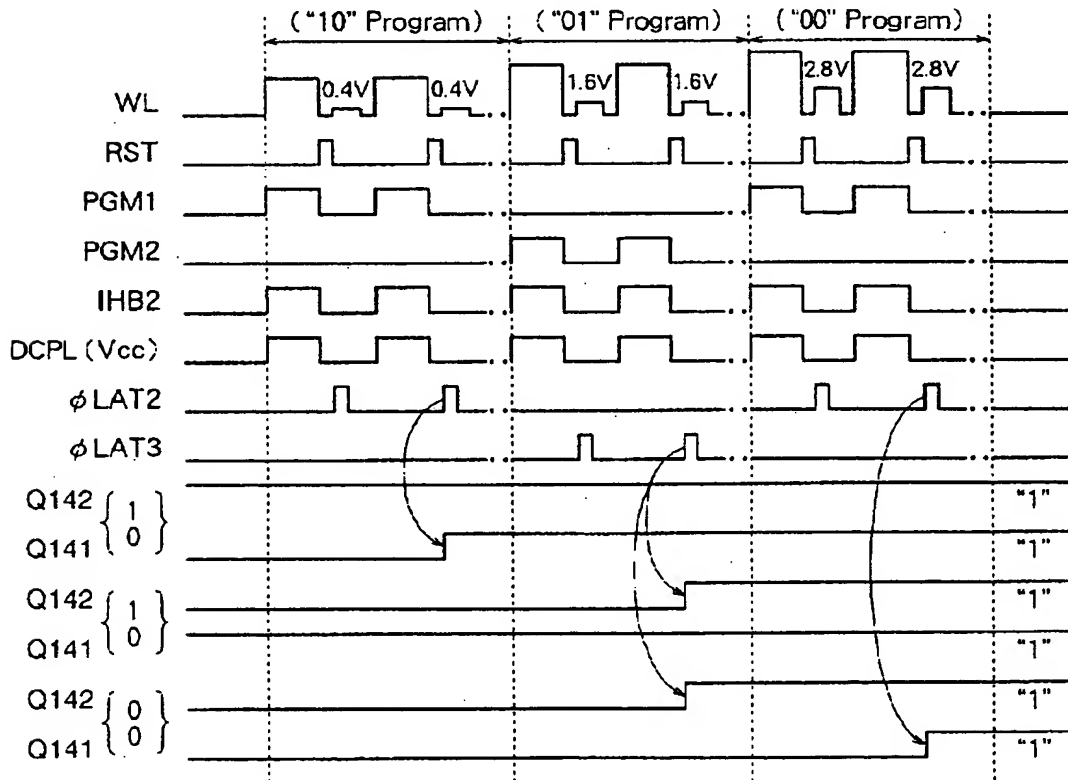 ("10" Program) ("01" Program) ("00" Program)
WL 0.4V 0.4V 1.6V 1.6V 2.8V 2.8V
RST
PGM1
PGM2
IHB2
DCPL (Vcc)
φLAT2
φLAT3
Q142 { 1 "1"
Q141 0 } "1"
Q142 { 1 "1"
Q141 0 } "1"
Q142 { 0 "1"
Q141 0 } "1"